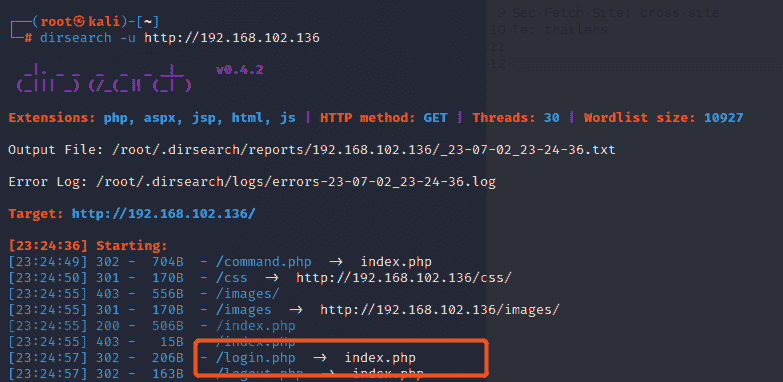 ┌──(root㉿kali)-[~]
└─# dirsearch -u http://192.168.102.136
v0.4.2
Extensions: php, aspx, jsp, html, js | HTTP method: GET | Threads: 30 | Wordlist size: 10927
Output File: /root/.dirsearch/reports/192.168.102.136/_23-07-02_23-24-36.txt
Error Log: /root/.dirsearch/logs/errors-23-07-02_23-24-36.log
Target: http://192.168.102.136/
[23:24:36] Starting:
[23:24:49] 302 - 704B - /command.php → index.php
[23:24:50] 301 - 170B - /css → http://192.168.102.136/css/
[23:24:55] 403 - 556B - /images/
[23:24:55] 301 - 170B - /images → http://192.168.102.136/images/
[23:24:55] 200 - 506B - /index.php
[23:24:55] 403 - 15B - /index.php
[23:24:57] 302 - 206B - /login.php → index.php
[23:24:57] 302 - 163B - /logout.php → index.php
9 Sec-Fetch-Site: cross-site
10 Te: trailers
11
12